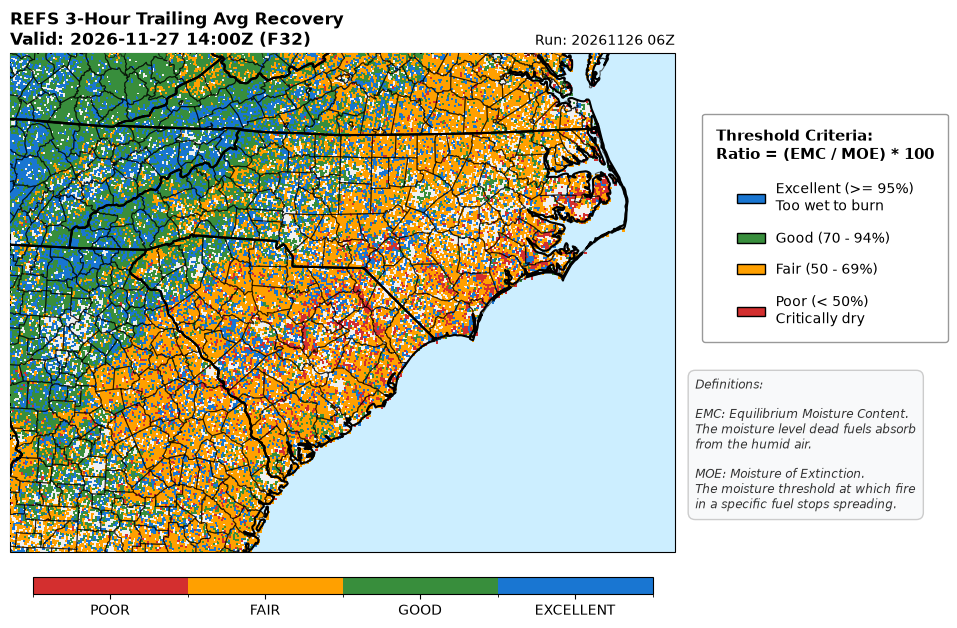 REFS 3-Hour Trailing Avg Recovery
Valid: 2026-11-27 14:00Z (F32)
Run: 20261126 06Z
Threshold Criteria:
Ratio = (EMC / MOE) * 100
Excellent (>= 95%)
Too wet to burn
Good (70 - 94%)
Fair (50 - 69%)
Poor (< 50%)
Critically dry
Definitions:
EMC: Equilibrium Moisture Content.
The moisture level dead fuels absorb
from the humid air.
MOE: Moisture of Extinction.
The moisture threshold at which fire
in a specific fuel stops spreading.
POOR
FAIR
GOOD
EXCELLENT